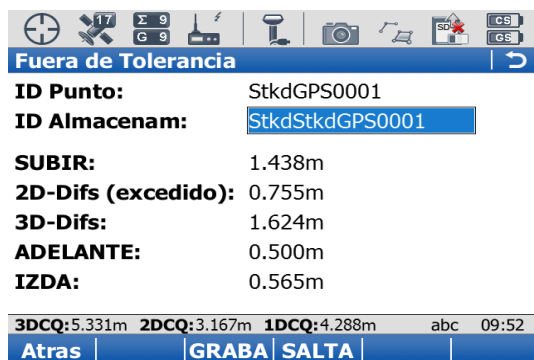 17 Σ 9
G 9
SD
CS
GS
Fuera de Tolerancia
ID Punto: StkdGPS0001
ID Almacenam: StkdStkdGPS0001
SUBIR: 1.438m
2D-Difs (excedido): 0.755m
3D-Difs: 1.624m
ADELANTE: 0.500m
IZDA: 0.565m
3DCQ:5.331m 2DCQ:3.167m 1DCQ:4.288m abc 09:52
Atras GRABA SALTA